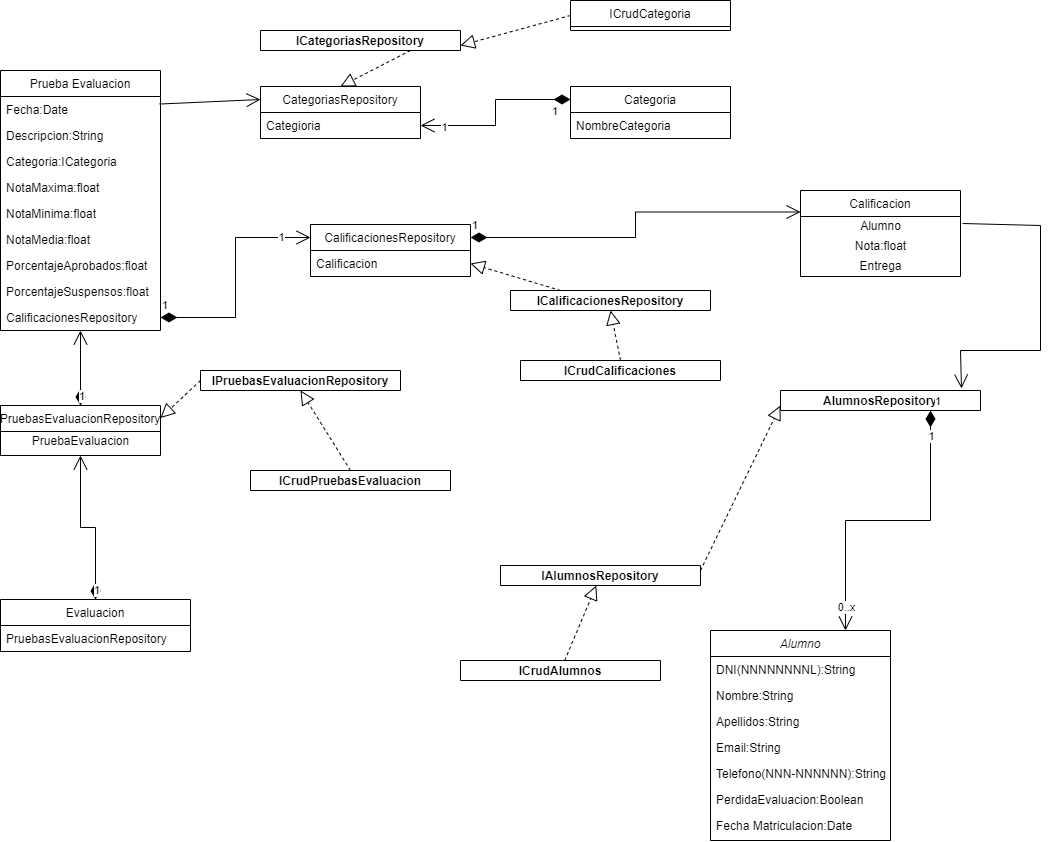 ICrudCategoria
ICategoriasRepository
Prueba Evaluacion
Fecha:Date
Descripcion:String
Categoria:ICategoria
NotaMaxima:float
NotaMinima:float
NotaMedia:float
PorcentajeAprobados:float
PorcentajeSuspensos:float
CalificacionesRepository
1
CategoriasRepository
Categioria
1
1
Categoria
NombreCategoria
1
CalificacionesRepository
Calificacion
1
Calificacion
Alumno
Nota:float
Entrega
ICalificacionesRepository
ICrudCalificaciones
1
PruebasEvaluacionRepository
PruebaEvaluacion
IPruebasEvaluacionRepository
ICrudPruebasEvaluacion
AlumnosRepository
1
1
1
Evaluacion
PruebasEvaluacionRepository
IAlumnosRepository
ICrudAlumnos
0..x
Alumno
DNI(NNNNNNNNL):String
Nombre:String
Apellidos:String
Email:String
Telefono(NNN-NNNNNN):String
PerdidaEvaluacion:Boolean
Fecha Matriculacion:Date